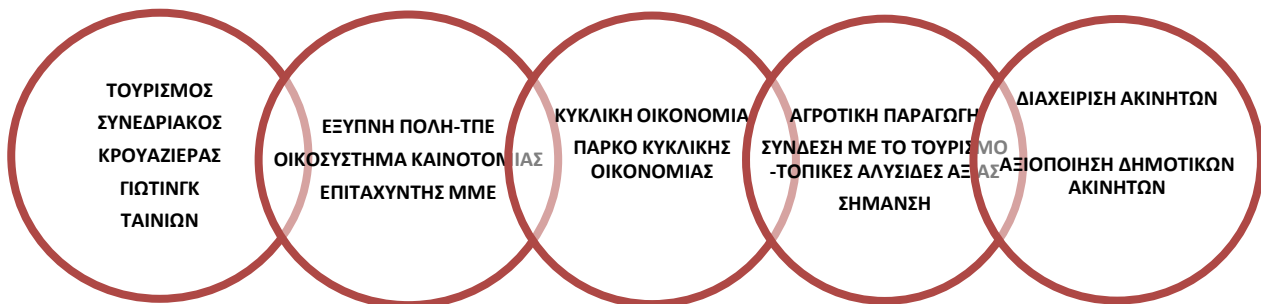 ΤΟΥΡΙΣΜΟΣ
ΣΥΝΕΔΡΙΑΚΟΣ
ΚΡΟΥΑΖΙΕΡΑΣ
ΓΙΩΤΙΝΓΚ
ΤΑΙΝΙΩΝ
ΕΞΥΠΝΗ ΠΟΛΗ-ΤΠΕ
ΟΙΚΟΣΥΣΤΗΜΑ ΚΑΙΝΟΤΟΜΙΑΣ
ΕΠΙΤΑΧΥΝΤΗΣ ΜΜΕ
ΚΥΚΛΙΚΗ ΟΙΚΟΝΟΜΙΑ
ΠΑΡΚΟ ΚΥΚΛΙΚΗΣ
ΟΙΚΟΝΟΜΙΑΣ
ΑΓΡΟΤΙΚΗ ΠΑΡΑΓΩΓΗ
ΣΥΝΔΕΣΗ ΜΕ ΤΟ ΤΟΥΡΙΣΜΟ
-ΤΟΠΙΚΕΣ ΑΛΥΣΙΔΕΣ ΑΞΙΑΣ
ΣΗΜΑΝΣΗ
ΔΙΑΧΕΙΡΙΣΗ ΑΚΙΝΗΤΩΝ
ΑΞΙΟΠΟΙΗΣΗ ΔΗΜΟΤΙΚΩΝ
ΑΚΙΝΗΤΩΝ